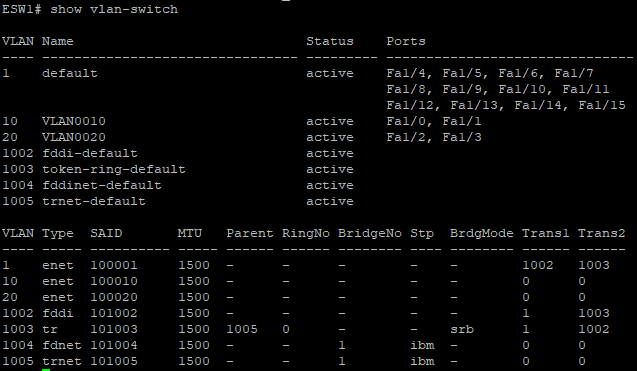 ESW1# show vlan-switch
VLAN Name                             Status    Ports
---- -------------------------------- --------- -------------------------------
1    default                          active    Fa1/4, Fa1/5, Fa1/6, Fa1/7
                                                Fa1/8, Fa1/9, Fa1/10, Fa1/11
                                                Fa1/12, Fa1/13, Fa1/14, Fa1/15
10   VLAN0010                         active    Fa1/0, Fa1/1
20   VLAN0020                         active    Fa1/2, Fa1/3
1002 fddi-default                     active
1003 token-ring-default               active
1004 fddinet-default                  active
1005 trnet-default                    active
VLAN Type  SAID       MTU   Parent RingNo BridgeNo Stp  BrdgMode Trans1 Trans2
---- ----- ---------- ----- ------ ------ -------- ---- -------- ------ ------
1    enet  100001     1500  -      -      -        -    -        1002   1003
10   enet  100010     1500  -      -      -        -    -        0      0
20   enet  100020     1500  -      -      -        -    -        0      0
1002 fddi  101002     1500  -      -      -        -    -        1      1003
1003 tr    101003     1500  1005   0      -        -    srb      1      1002
1004 fdnet 101004     1500  -      -      1        ibm  -        0      0
1005 trnet 101005     1500  -      -      1        ibm  -        0      0